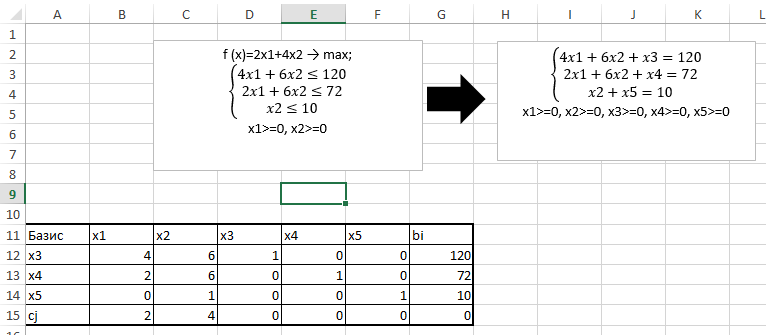 A B C D E F G H I J K L
1
2
3
4
5
6
7
8
9
10
11
12
13
14
15
f (x)=2x1+4x2 → max;
4𝑥1 + 6𝑥2 ≤ 120
2𝑥1 + 6𝑥2 ≤ 72
𝑥2 ≤ 10
x1>=0, x2>=0
4𝑥1 + 6𝑥2 + 𝑥3 = 120
2𝑥1 + 6𝑥2 + 𝑥4 = 72
𝑥2 + 𝑥5 = 10
x1>=0, x2>=0, x3>=0, x4>=0, x5>=0
Базис x1 x2 x3 x4 x5 bi
x3 4 6 1 0 0 120
x4 2 6 0 1 0 72
x5 0 1 0 0 1 10
cj 2 4 0 0 0 0